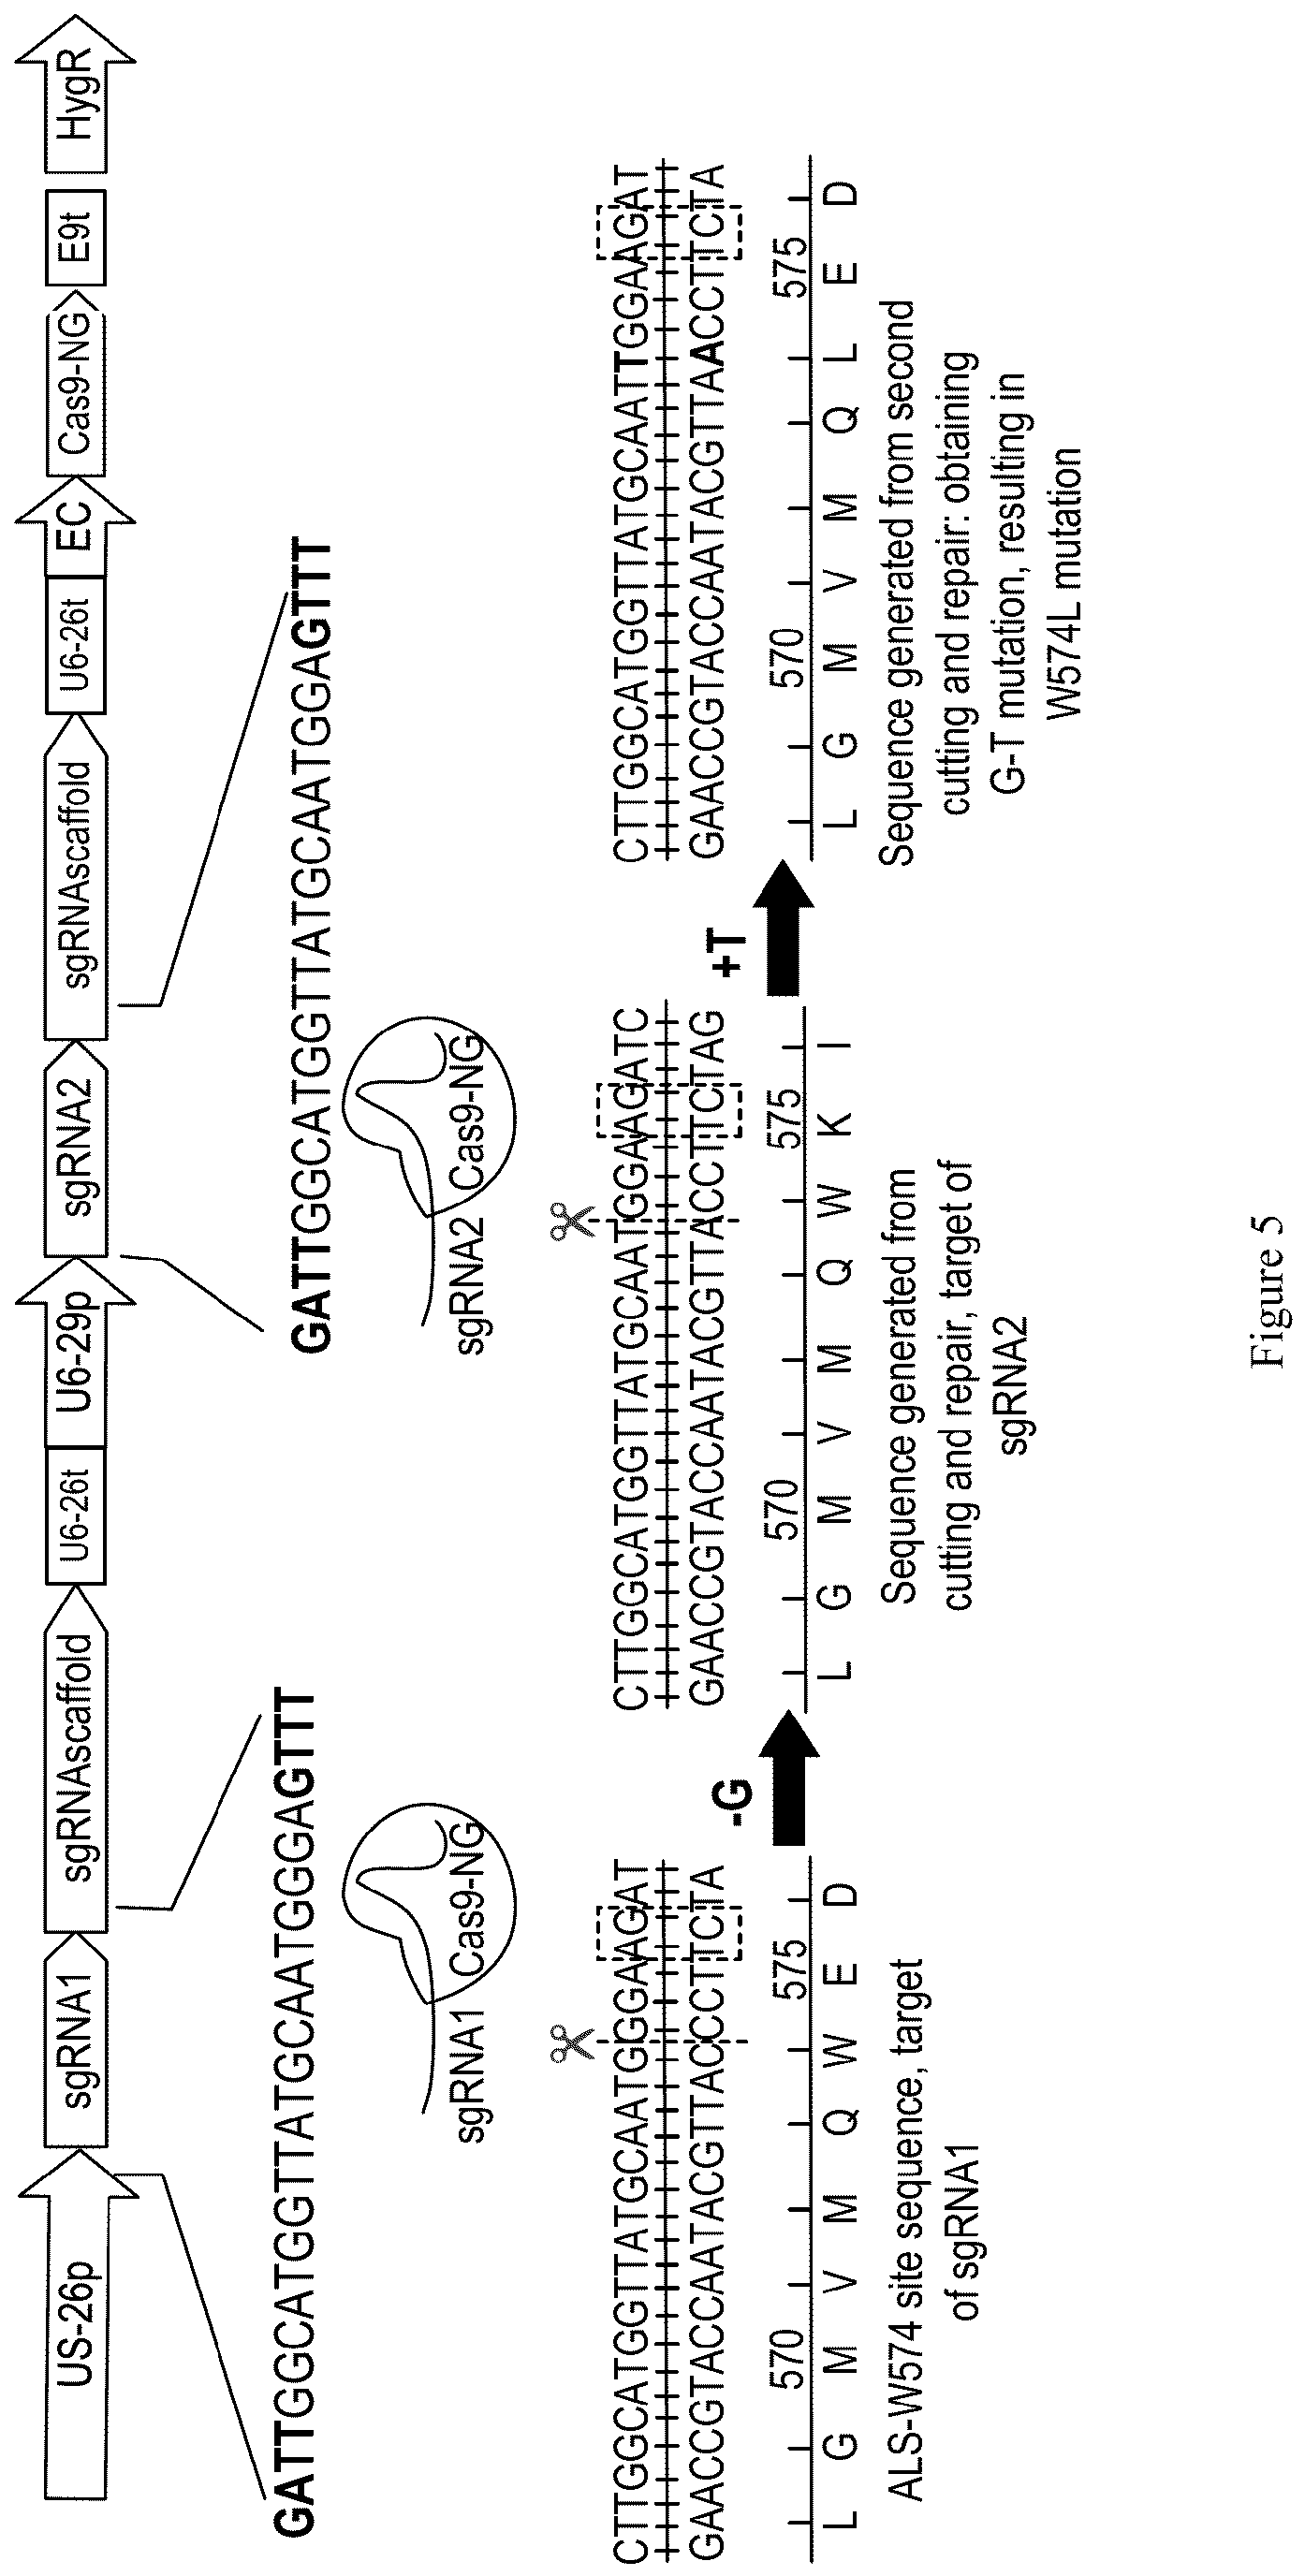 US-26p sgRNA1 sgRNAscaffold U6-26t U6-29p sgRNA2 sgRNAscaffold U6-26t EC Cas9-NG E9t HygR
GATTGGCATGGTTATGCAATGGGAGTTT
GATTGGCATGGTTATGCAATGGAGTTT
sgRNA1 Cas9-NG
sgRNA2 Cas9-NG
CTTGGCATGGTTATGCAATGGGAAGAT
GAACCGTACCAATACGTTACCCTTCTA
570 575
L G M V M Q W E D
ALS-W574 site sequence, target
of sgRNA1
-G
CTTGGCATGGTTATGCAATGGAAGATC
GAACCGTACCAATACGTTACCTTCTAG
570 575
L G M V M Q W K I
Sequence generated from
cutting and repair, target of
sgRNA2
+T
CTTGGCATGGTTATGCAATTGGAAGAT
GAACCGTACCAATACGTTAACCTTCTA
570 575
L G M V M Q L E D
Sequence generated from second
cutting and repair: obtaining
G-T mutation, resulting in
W574L mutation
Figure 5